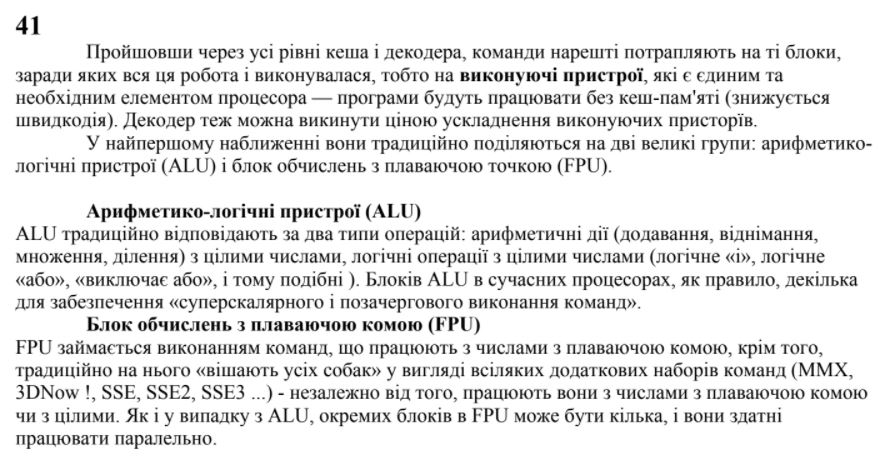 41
Пройшовши через усі рівні кеша і декодера, команди нарешті потрапляють на ті блоки,
заради яких вся ця робота і виконувалася, тобто на виконуючі пристрої, які є єдиним та
необхідним елементом процесора — програми будуть працювати без кеш-пам'яті (знижується
швидкодія). Декодер теж можна викинути ціною ускладнення виконуючих присторїв.
У найпершому наближенні вони традиційно поділяються на дві великі групи: арифметико-
логічні пристрої (ALU) і блок обчислень з плаваючою точкою (FPU).
Арифметико-логічні пристрої (ALU)
ALU традиційно відповідають за два типи операцій: арифметичні дії (додавання, віднімання,
множення, ділення) з цілими числами, логічні операції з цілими числами (логічне «і», логічне
«або», «виключає або», і тому подібні ). Блоків ALU в сучасних процесорах, як правило, декілька
для забезпечення «суперскалярного і позачергового виконання команд».
Блок обчислень з плаваючою комою (FPU)
FPU займається виконанням команд, що працюють з числами з плаваючою комою, крім того,
традиційно на нього «вішають усіх собак» у вигляді всіляких додаткових наборів команд (MMX,
3DNow !, SSE, SSE2, SSE3 ...) - незалежно від того, працюють вони з числами з плаваючою комою
чи з цілими. Як і у випадку з ALU, окремих блоків в FPU може бути кілька, і вони здатні
працювати паралельно.